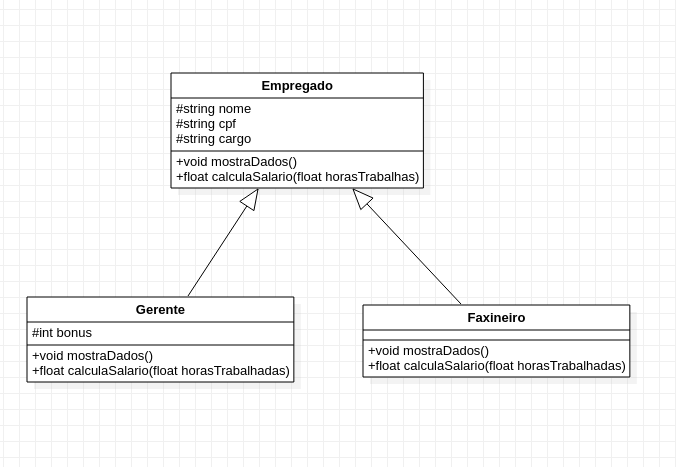 Empregado
#string nome
#string cpf
#string cargo
+void mostraDados()
+float calculaSalario(float horasTrabalhas)
Gerente
#int bonus
+void mostraDados()
+float calculaSalario(float horasTrabalhadas)
Faxineiro
+void mostraDados()
+float calculaSalario(float horasTrabalhadas)